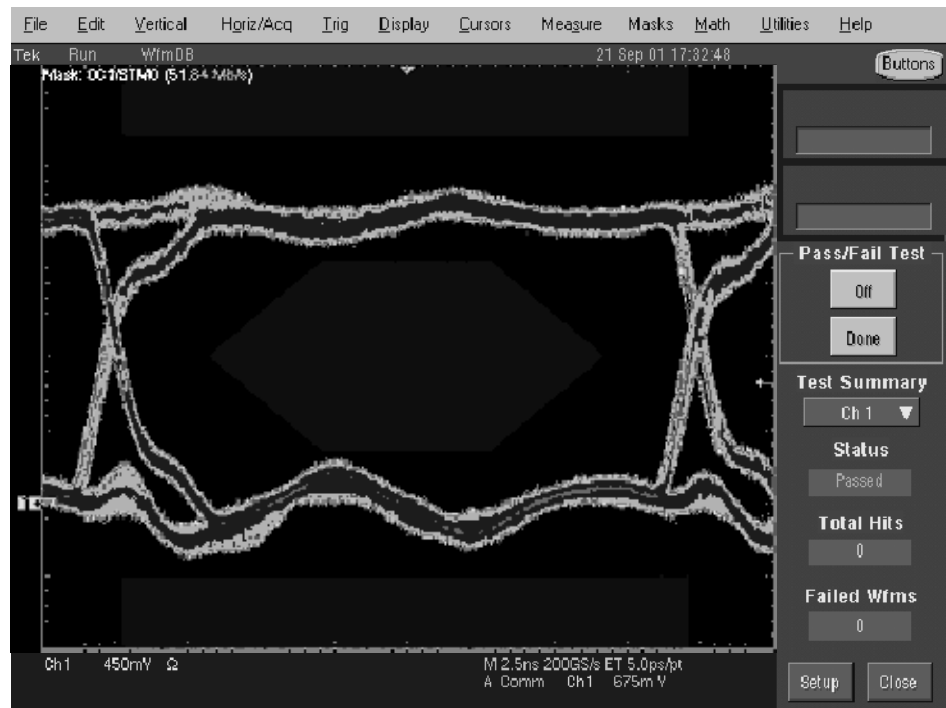 File Edit Vertical Horiz/Acq Trig Display Cursors Measure Masks Math Utilities Help
Tek Run WfmDB 21 Sep 01 17:32:48
Buttons
Mask: OC1/STM0 (51.84 Mb/s)
Pass/Fail Test
Off
Done
Test Summary
Ch 1
Status
Passed
Total Hits
0
Failed Wfms
0
Setup Close
Ch1 450mV Ω
M 2.5ns 200GS/s ET 5.0ps/pt
A Comm Ch1 675mV